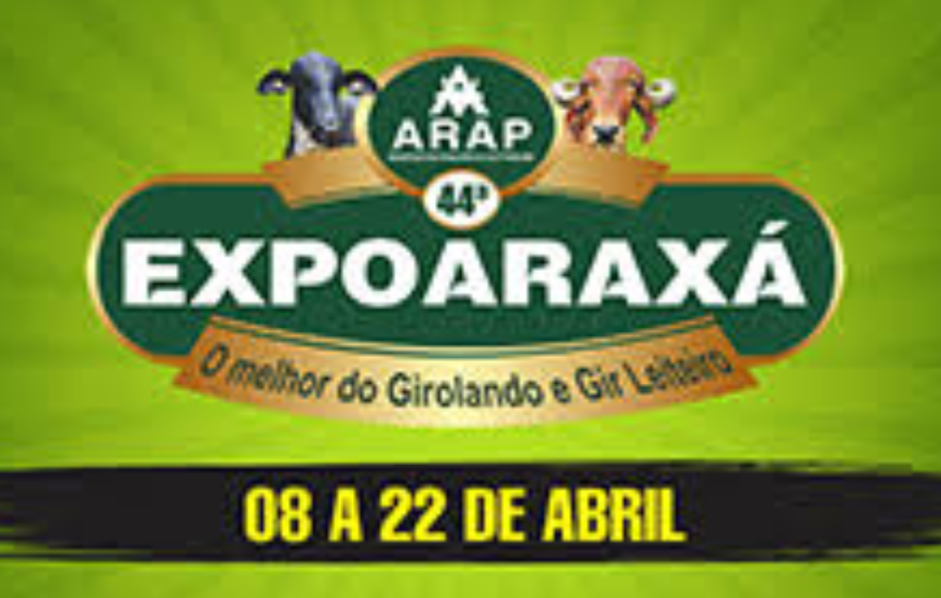 ARAP
44ª
EXPOARAXÁ
O melhor do Girolando e Gir Leiteiro
08 A 22 DE ABRIL